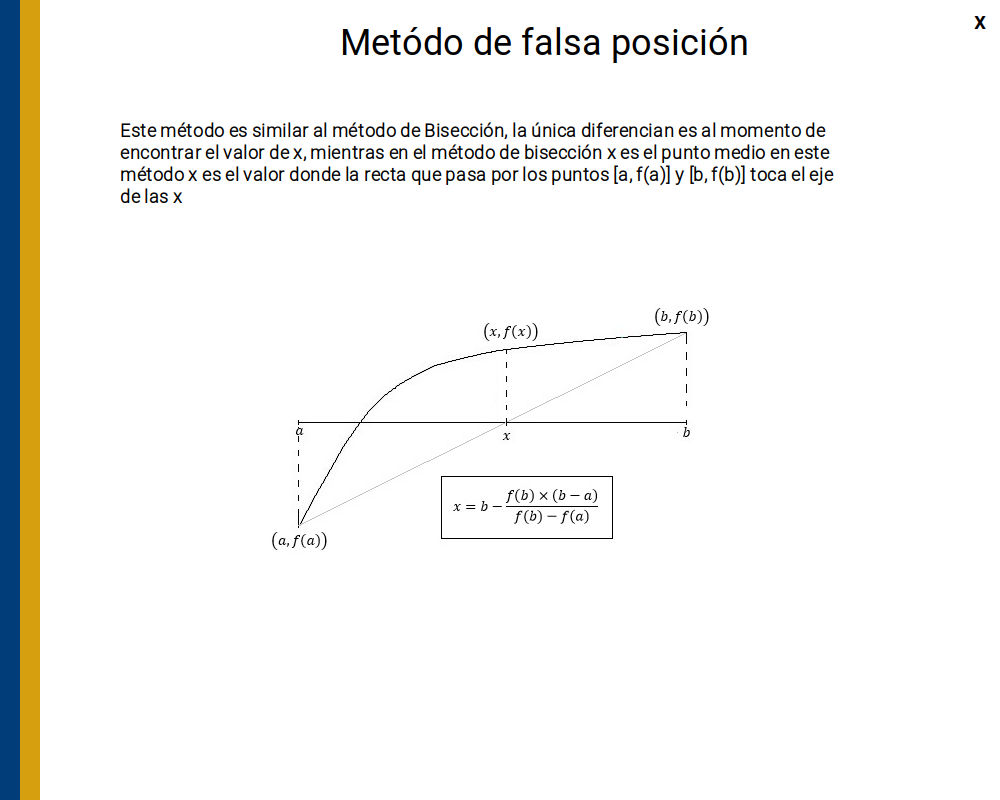 X
Metódo de falsa posición
Este método es similar al método de Bisección, la única diferencian es al momento de
encontrar el valor de x, mientras en el método de bisección x es el punto medio en este
método x es el valor donde la recta que pasa por los puntos [a, f(a)] y [b, f(b)] toca el eje
de las x
(b, f(b))
(x, f(x))
a
x
b
x = b − f(b) × (b − a) / f(b) − f(a)
(a, f(a))